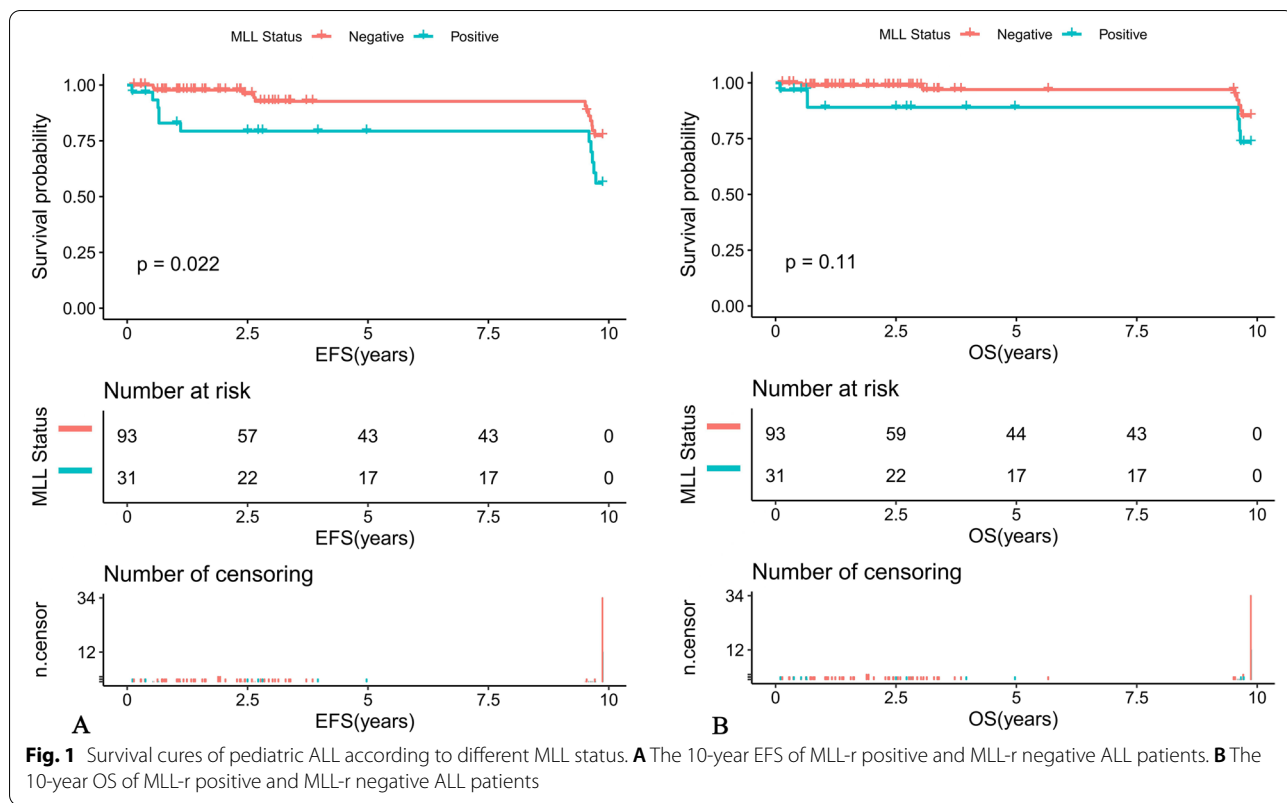 MLL Status Negative Positive
Survival probability
1.00
0.75
0.50
0.25
0.00
p = 0.022
0 2.5 5 7.5 10
EFS(years)
Number at risk
MLL Status
93 57 43 43 0
31 22 17 17 0
0 2.5 5 7.5 10
EFS(years)
Number of censoring
n.censor
34
12
0 2.5 5 7.5 10
EFS(years)
A
MLL Status Negative Positive
Survival probability
1.00
0.75
0.50
0.25
0.00
p = 0.11
0 2.5 5 7.5 10
OS(years)
Number at risk
MLL Status
93 59 44 43 0
31 22 17 17 0
0 2.5 5 7.5 10
OS(years)
Number of censoring
n.censor
34
12
0 2.5 5 7.5 10
OS(years)
B
Fig. 1 Survival cures of pediatric ALL according to different MLL status. A The 10-year EFS of MLL-r positive and MLL-r negative ALL patients. B The
10-year OS of MLL-r positive and MLL-r negative ALL patients